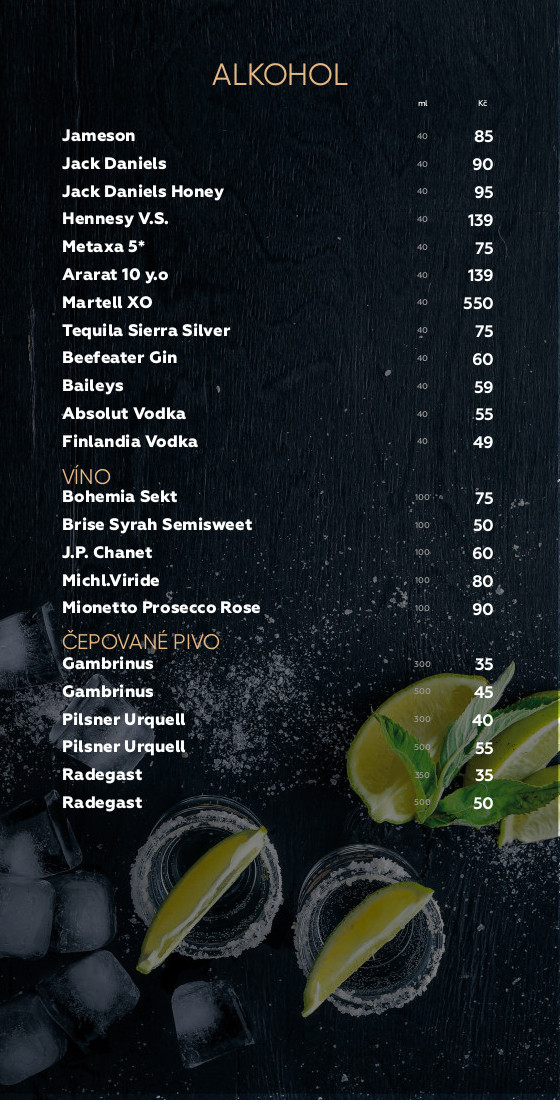 ALKOHOL
ml Kč
Jameson 40 85
Jack Daniels 40 90
Jack Daniels Honey 40 95
Hennesy V.S. 40 139
Metaxa 5* 40 75
Ararat 10 y.o 40 139
Martell XO 40 550
Tequila Sierra Silver 40 75
Beefeater Gin 40 60
Baileys 40 59
Absolut Vodka 40 55
Finlandia Vodka 40 49
VÍNO
Bohemia Sekt 100 75
Brise Syrah Semisweet 100 50
J.P. Chanet 100 60
Michl.Viride 100 80
Mionetto Prosecco Rose 100 90
ČEPOVANÉ PIVO
Gambrinus 300 35
Gambrinus 500 45
Pilsner Urquell 300 40
Pilsner Urquell 500 55
Radegast 350 35
Radegast 500 50